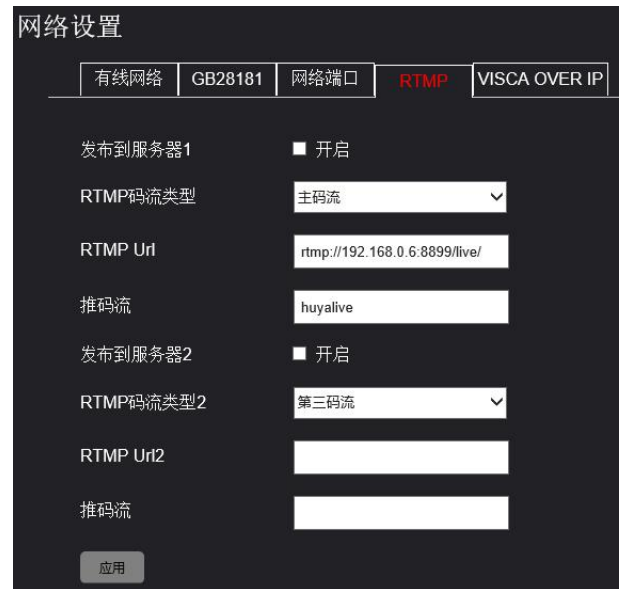 网络设置
有线网络 GB28181 网络端口 RTMP VISCA OVER IP
发布到服务器1 开启
RTMP码流类型 主码流
RTMP Url rtmp://192.168.0.6:8899/live/
推码流 huyalive
发布到服务器2 开启
RTMP码流类型2 第三码流
RTMP Url2
推码流
应用